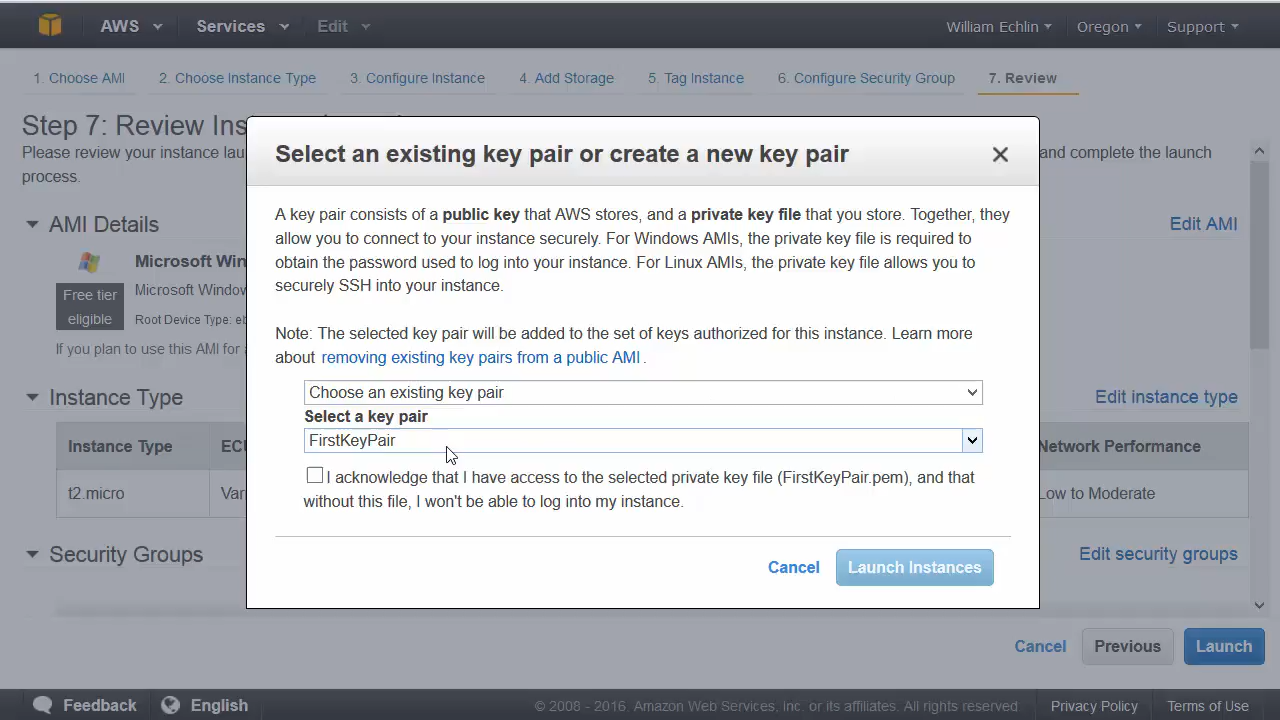 AWS Services Edit William Echlin Oregon Support
1. Choose AMI 2. Choose Instance Type 3. Configure Instance 4. Add Storage 5. Tag Instance 6. Configure Security Group 7. Review
Step 7: Review Ins
Please review your instance lau and complete the launch
process.
Select an existing key pair or create a new key pair
A key pair consists of a public key that AWS stores, and a private key file that you store. Together, they
allow you to connect to your instance securely. For Windows AMIs, the private key file is required to
obtain the password used to log into your instance. For Linux AMIs, the private key file allows you to
securely SSH into your instance.
Note: The selected key pair will be added to the set of keys authorized for this instance. Learn more
about removing existing key pairs from a public AMI .
Choose an existing key pair
Select a key pair
FirstKeyPair
I acknowledge that I have access to the selected private key file (FirstKeyPair.pem), and that
without this file, I won't be able to log into my instance.
Cancel Launch Instances
AMI Details Edit AMI
Microsoft Win
Free tier
eligible
Microsoft Window
Root Device Type: eb
If you plan to use this AMI for
Instance Type Edit instance type
Instance Type ECU Network Performance
t2.micro Var Low to Moderate
Security Groups Edit security groups
Cancel Previous Launch
Feedback English © 2008 - 2016, Amazon Web Services, Inc. or its affiliates. All rights reserved. Privacy Policy Terms of Use